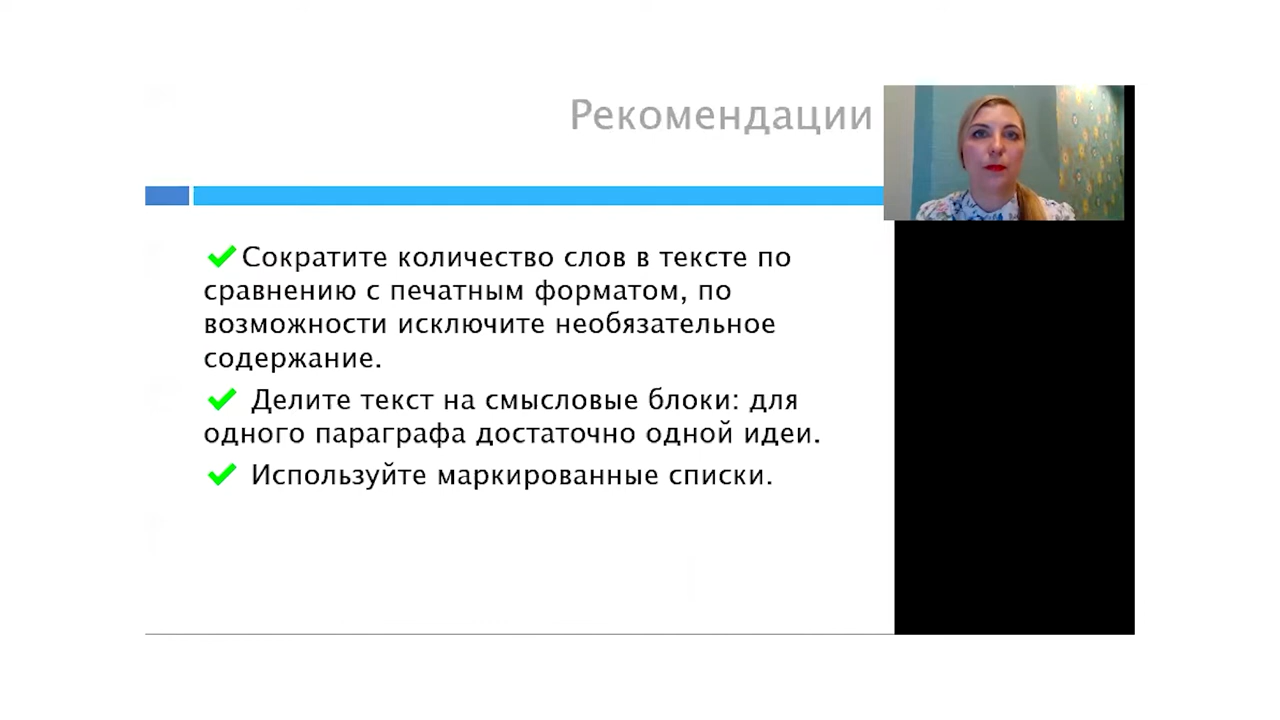 Рекомендации
Сократите количество слов в тексте по
сравнению с печатным форматом, по
возможности исключите необязательное
содержание.
Делите текст на смысловые блоки: для
одного параграфа достаточно одной идеи.
Используйте маркированные списки.